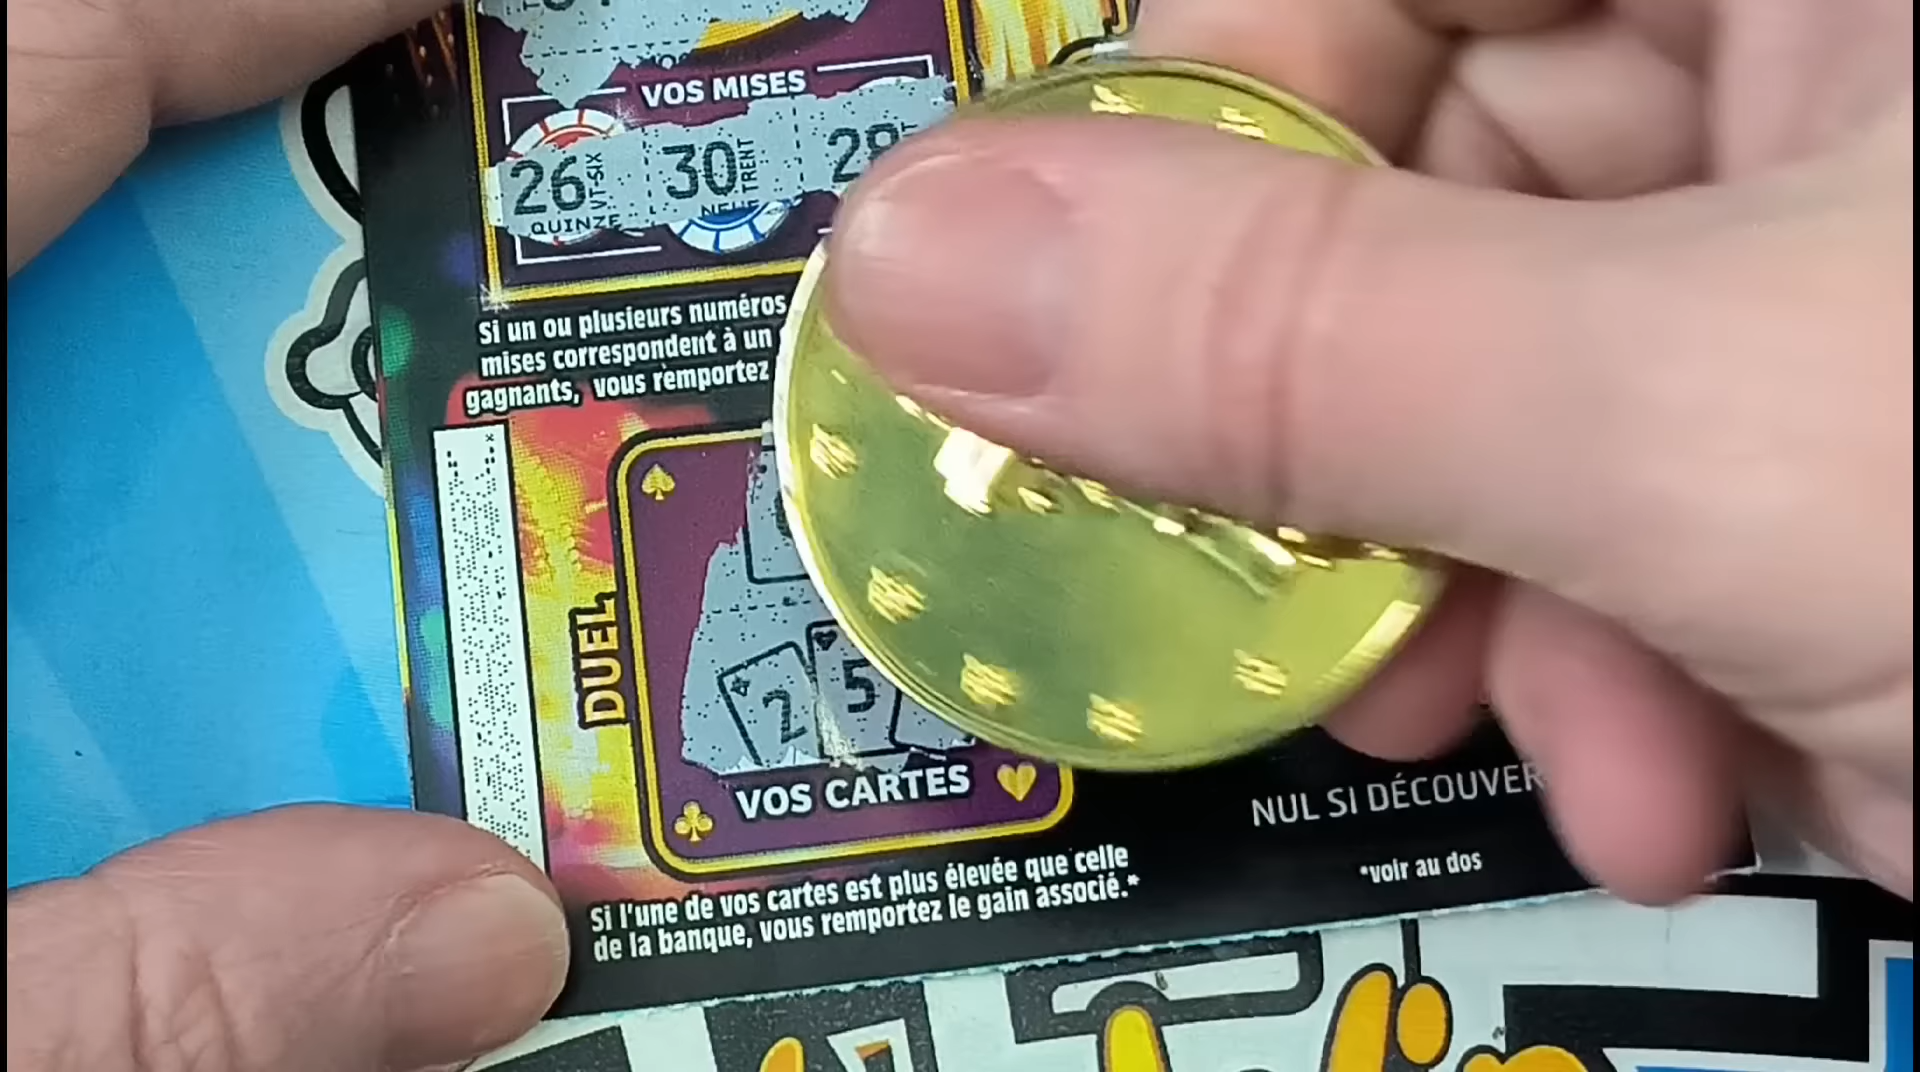 VOS MISES
26 30 28
VT-SIX TRENT
QUINZE NEUF
Si un ou plusieurs numéros
mises correspondent à un
gagnants, vous remportez
DUEL
2 5
VOS CARTES
NUL SI DÉCOUVER
Si l'une de vos cartes est plus élevée que celle
de la banque, vous remportez le gain associé.*
*voir au dos